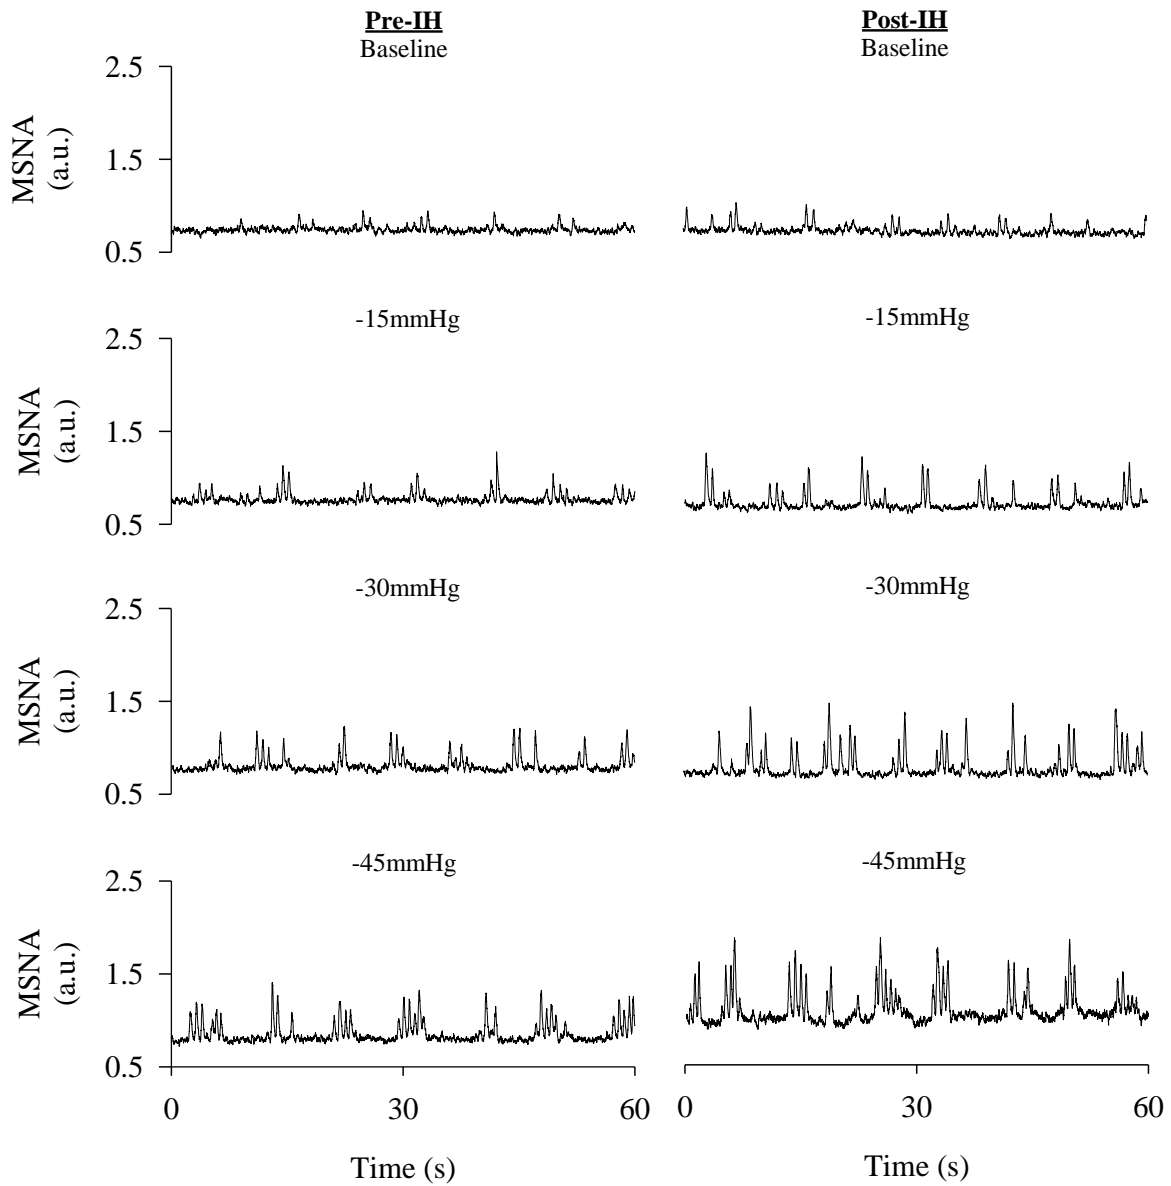 Pre-IH
Baseline
Post-IH
Baseline
MSNA
(a.u.)
2.5
1.5
0.5
-15mmHg
-15mmHg
MSNA
(a.u.)
2.5
1.5
0.5
-30mmHg
-30mmHg
MSNA
(a.u.)
2.5
1.5
0.5
-45mmHg
-45mmHg
MSNA
(a.u.)
2.5
1.5
0.5
0
30
60
0
30
60
Time (s)
Time (s)